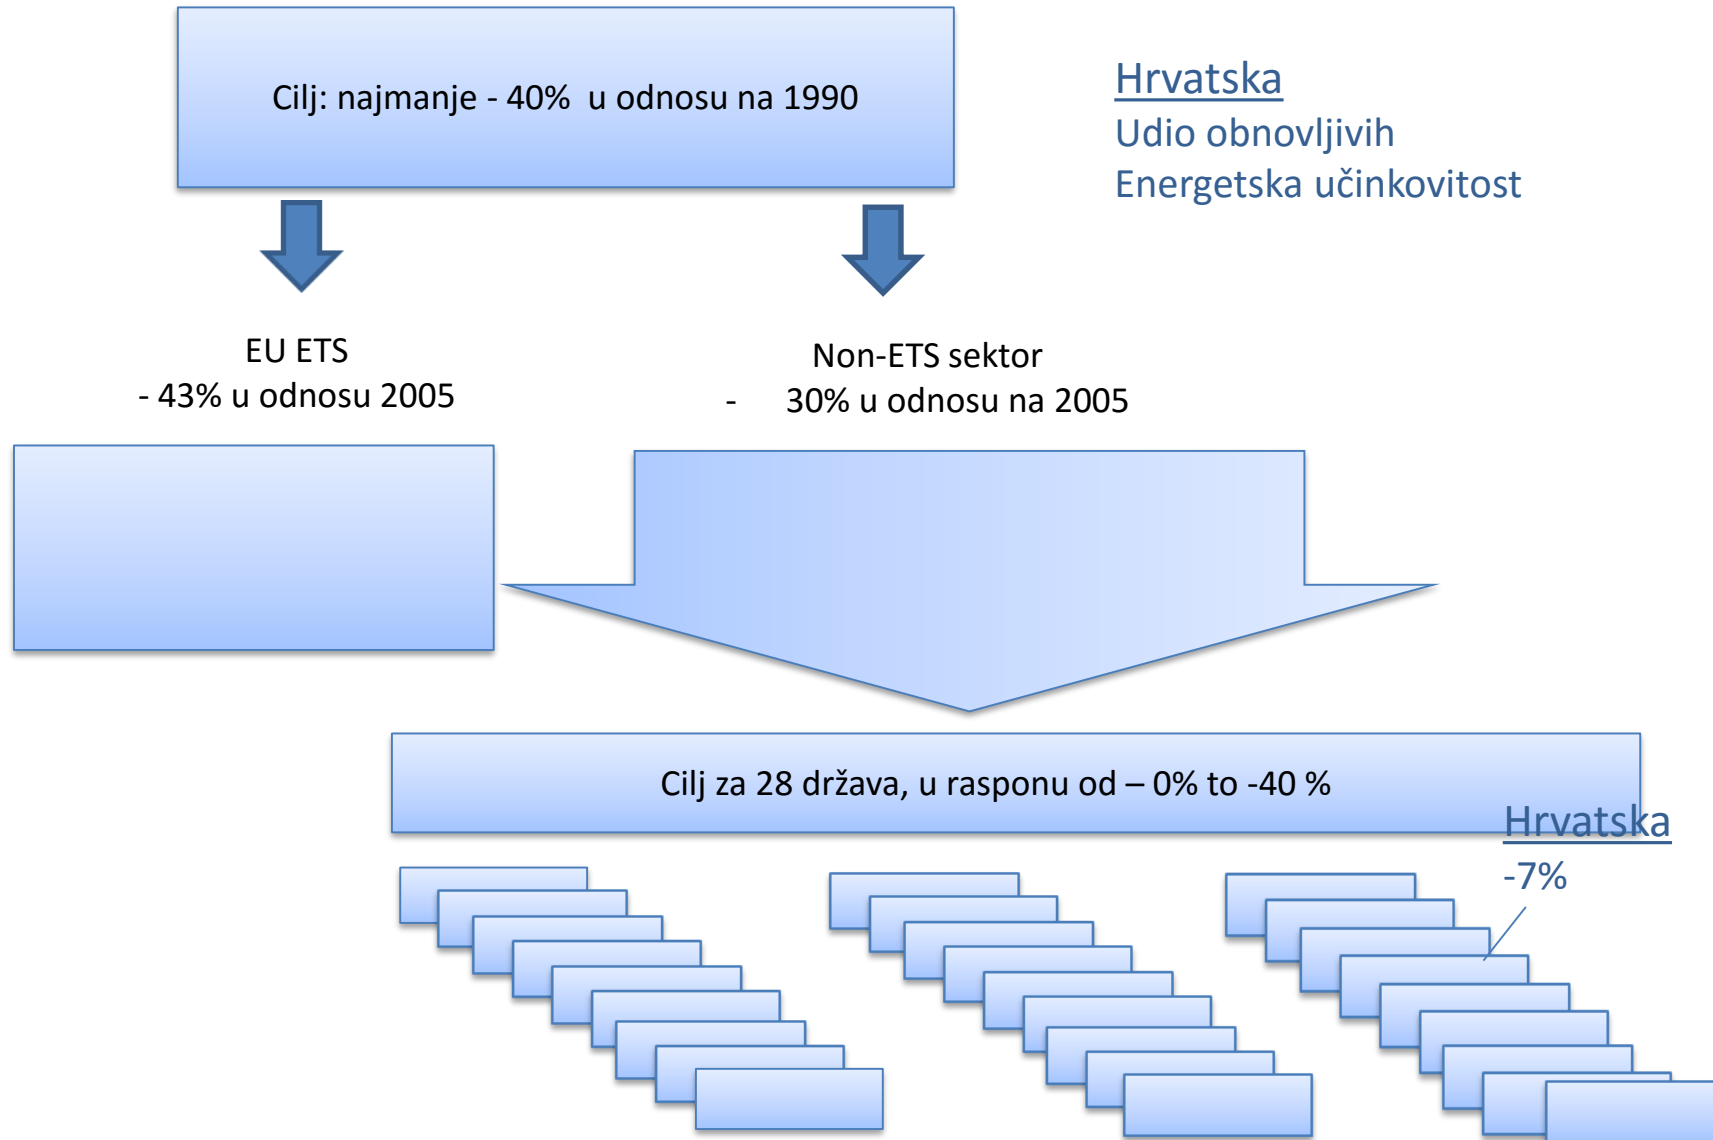 Cilj: najmanje - 40% u odnosu na 1990
Hrvatska
Udio obnovljivih
Energetska učinkovitost
EU ETS
- 43% u odnosu 2005
Non-ETS sektor
- 30% u odnosu na 2005
Cilj za 28 država, u rasponu od – 0% to -40 %
Hrvatska
-7%